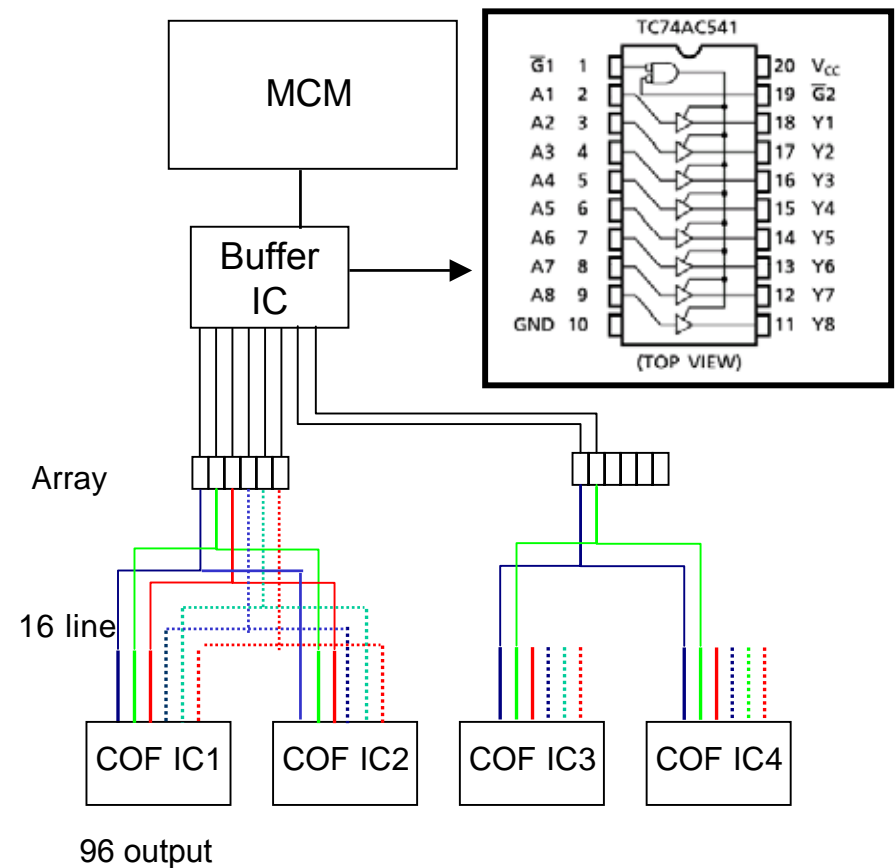 MCM
Buffer
IC
TC74AC541
G̅1 1 20 VCC
A1 2 19 G̅2
A2 3 18 Y1
A3 4 17 Y2
A4 5 16 Y3
A5 6 15 Y4
A6 7 14 Y5
A7 8 13 Y6
A8 9 12 Y7
GND 10 11 Y8
(TOP VIEW)
Array
16 line
COF IC1 COF IC2 COF IC3 COF IC4
96 output